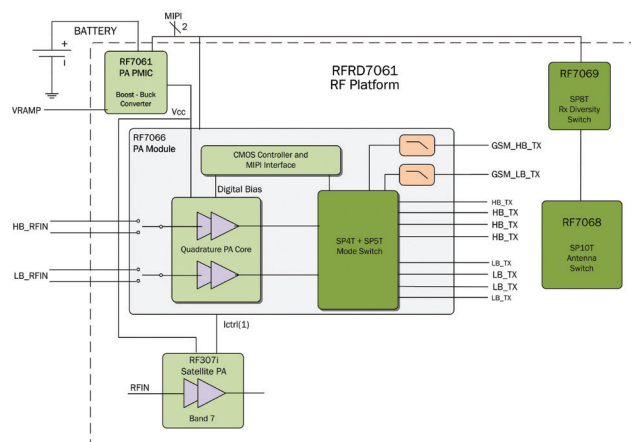 MIPI
2
BATTERY
+
RF7061
PA PMIC
Boost - Buck
Converter
VRAMP
Vcc
RFRD7061
RF Platform
RF7069
SP8T
Rx Diversity
Switch
RF7066
PA Module
CMOS Controller and
MIPI Interface
Digital Bias
GSM_HB_TX
GSM_LB_TX
HB_RFIN
LB_RFIN
Quadrature PA Core
SP4T + SP5T
Mode Switch
HB_TX
HB_TX
HB_TX
HB_TX
LB_TX
LB_TX
LB_TX
LB_TX
RF7068
SP10T
Antenna
Switch
Ictrl(1)
RF307i
Satellite PA
RFIN
Band 7